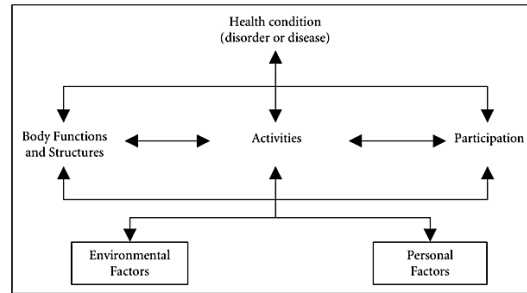 Health condition
(disorder or disease)
Body Functions
and Structures
Activities
Participation
Environmental
Factors
Personal
Factors